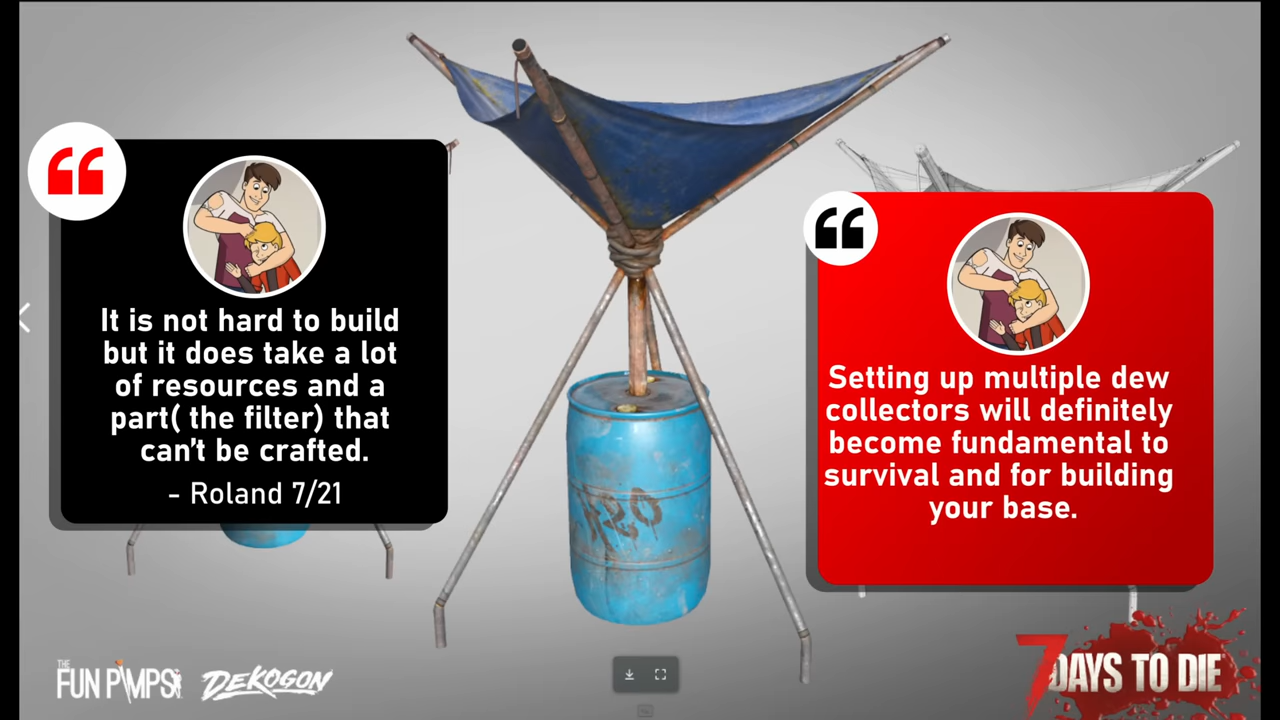 It is not hard to build
but it does take a lot
of resources and a
part( the filter) that
can't be crafted.
- Roland 7/21
Setting up multiple dew
collectors will definitely
become fundamental to
survival and for building
your base.
THE
FUN PIMPS
DEKOGON
7 DAYS TO DIE